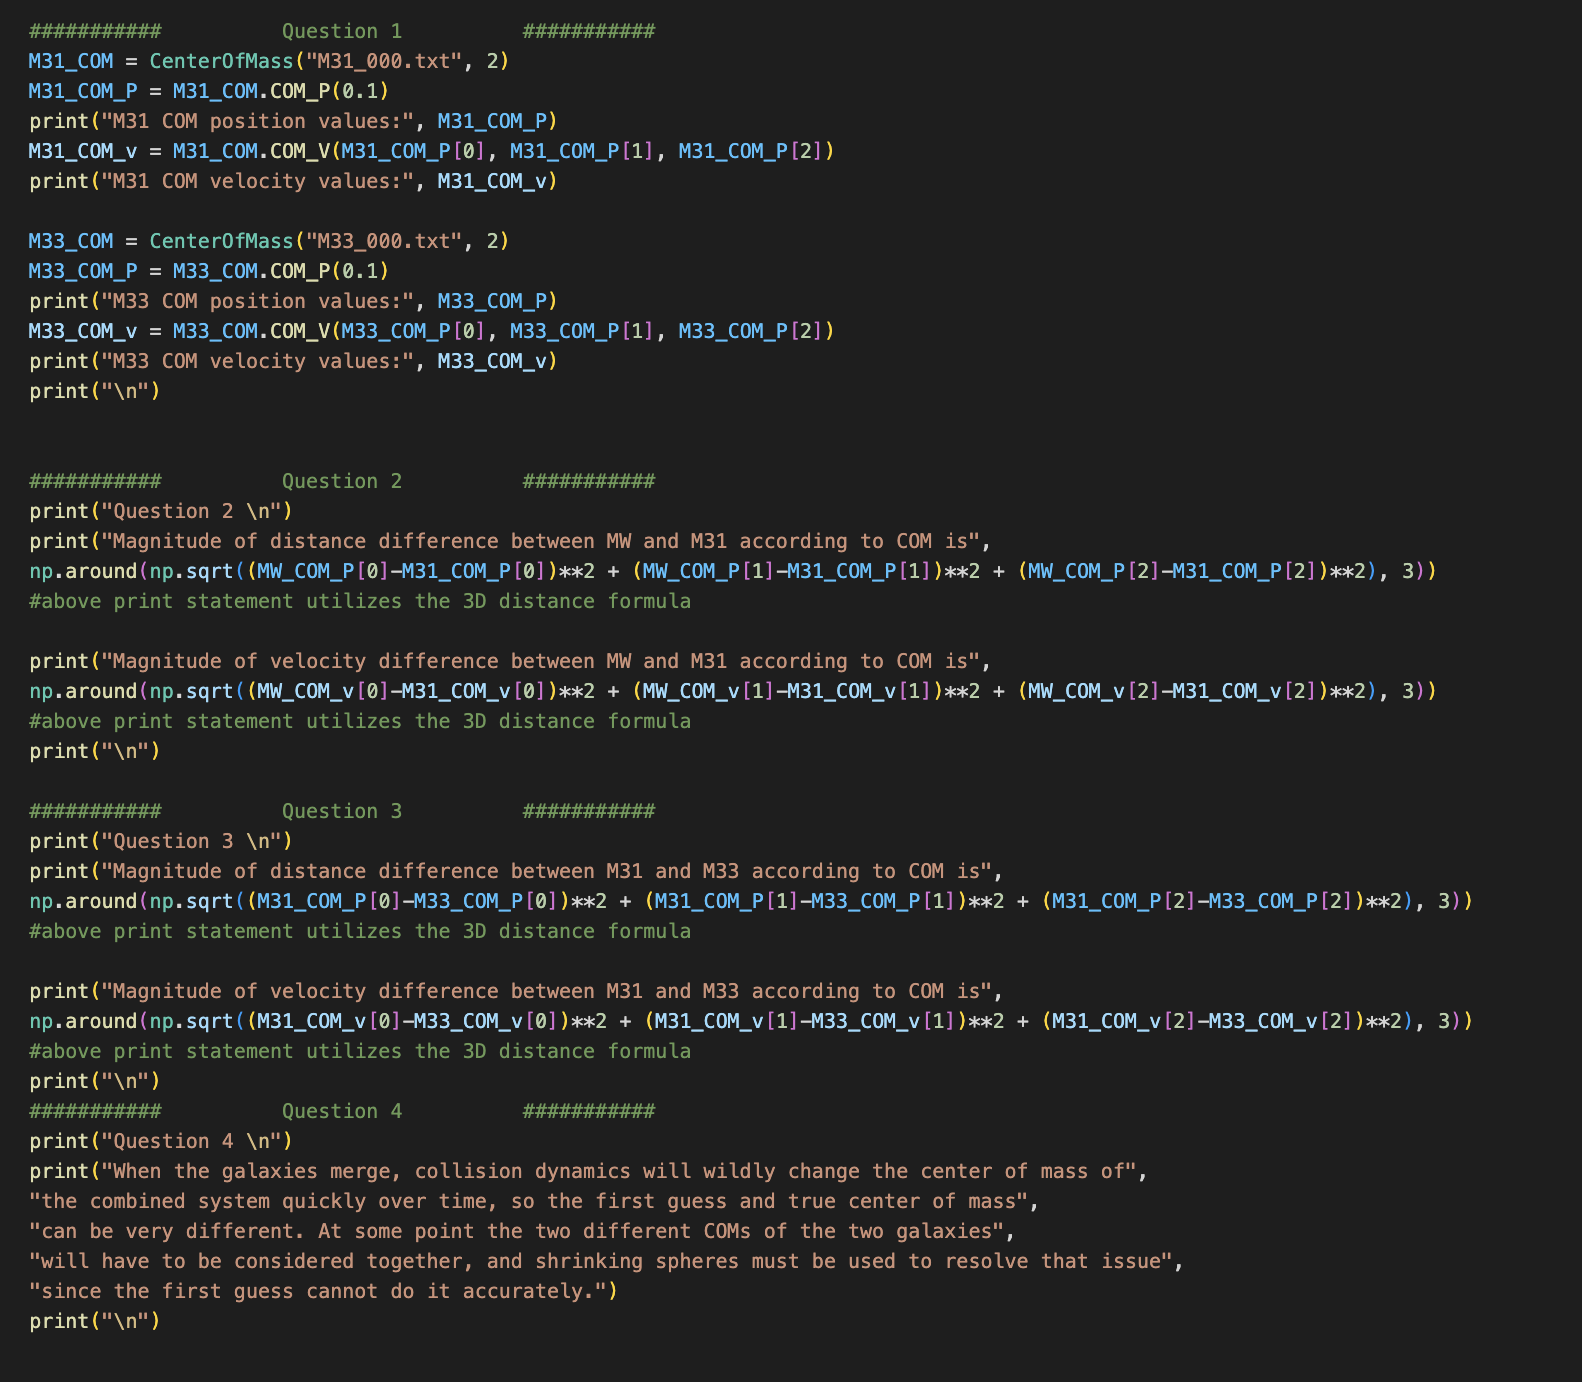 ###########          Question 1          ###########
M31_COM = CenterOfMass("M31_000.txt", 2)
M31_COM_P = M31_COM.COM_P(0.1)
print("M31 COM position values:", M31_COM_P)
M31_COM_v = M31_COM.COM_V(M31_COM_P[0], M31_COM_P[1], M31_COM_P[2])
print("M31 COM velocity values:", M31_COM_v)

M33_COM = CenterOfMass("M33_000.txt", 2)
M33_COM_P = M33_COM.COM_P(0.1)
print("M33 COM position values:", M33_COM_P)
M33_COM_v = M33_COM.COM_V(M33_COM_P[0], M33_COM_P[1], M33_COM_P[2])
print("M33 COM velocity values:", M33_COM_v)
print("\n")

###########          Question 2          ###########
print("Question 2 \n")
print("Magnitude of distance difference between MW and M31 according to COM is",
np.around(np.sqrt((MW_COM_P[0]-M31_COM_P[0])**2 + (MW_COM_P[1]-M31_COM_P[1])**2 + (MW_COM_P[2]-M31_COM_P[2])**2), 3))
#above print statement utilizes the 3D distance formula

print("Magnitude of velocity difference between MW and M31 according to COM is",
np.around(np.sqrt((MW_COM_v[0]-M31_COM_v[0])**2 + (MW_COM_v[1]-M31_COM_v[1])**2 + (MW_COM_v[2]-M31_COM_v[2])**2), 3))
#above print statement utilizes the 3D distance formula
print("\n")

###########          Question 3          ###########
print("Question 3 \n")
print("Magnitude of distance difference between M31 and M33 according to COM is",
np.around(np.sqrt((M31_COM_P[0]-M33_COM_P[0])**2 + (M31_COM_P[1]-M33_COM_P[1])**2 + (M31_COM_P[2]-M33_COM_P[2])**2), 3))
#above print statement utilizes the 3D distance formula

print("Magnitude of velocity difference between M31 and M33 according to COM is",
np.around(np.sqrt((M31_COM_v[0]-M33_COM_v[0])**2 + (M31_COM_v[1]-M33_COM_v[1])**2 + (M31_COM_v[2]-M33_COM_v[2])**2), 3))
#above print statement utilizes the 3D distance formula
print("\n")
###########          Question 4          ###########
print("Question 4 \n")
print("When the galaxies merge, collision dynamics will wildly change the center of mass of",
"the combined system quickly over time, so the first guess and true center of mass",
"can be very different. At some point the two different COMs of the two galaxies",
"will have to be considered together, and shrinking spheres must be used to resolve that issue",
"since the first guess cannot do it accurately.")
print("\n")